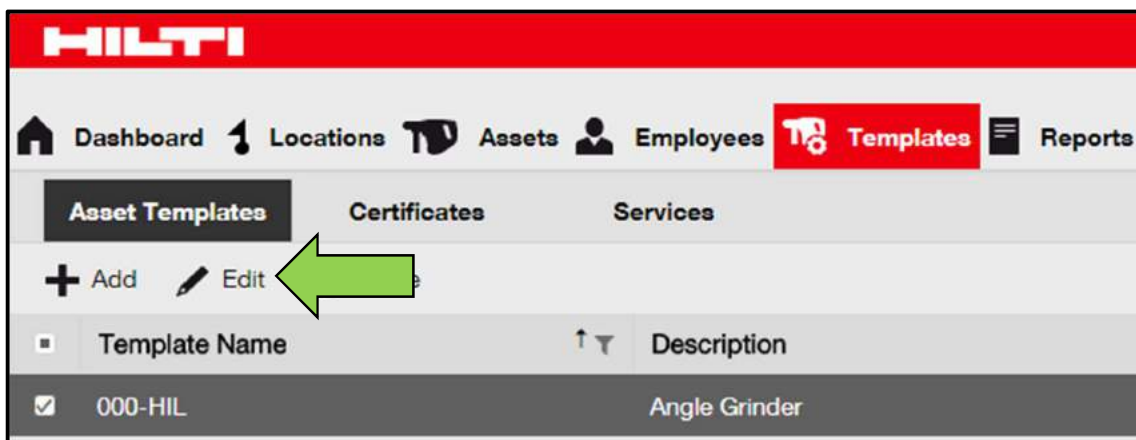 HILTI
Dashboard Locations Assets Employees Templates Reports
Asset Templates Certificates Services
Add Edit
Template Name Description
000-HIL Angle Grinder